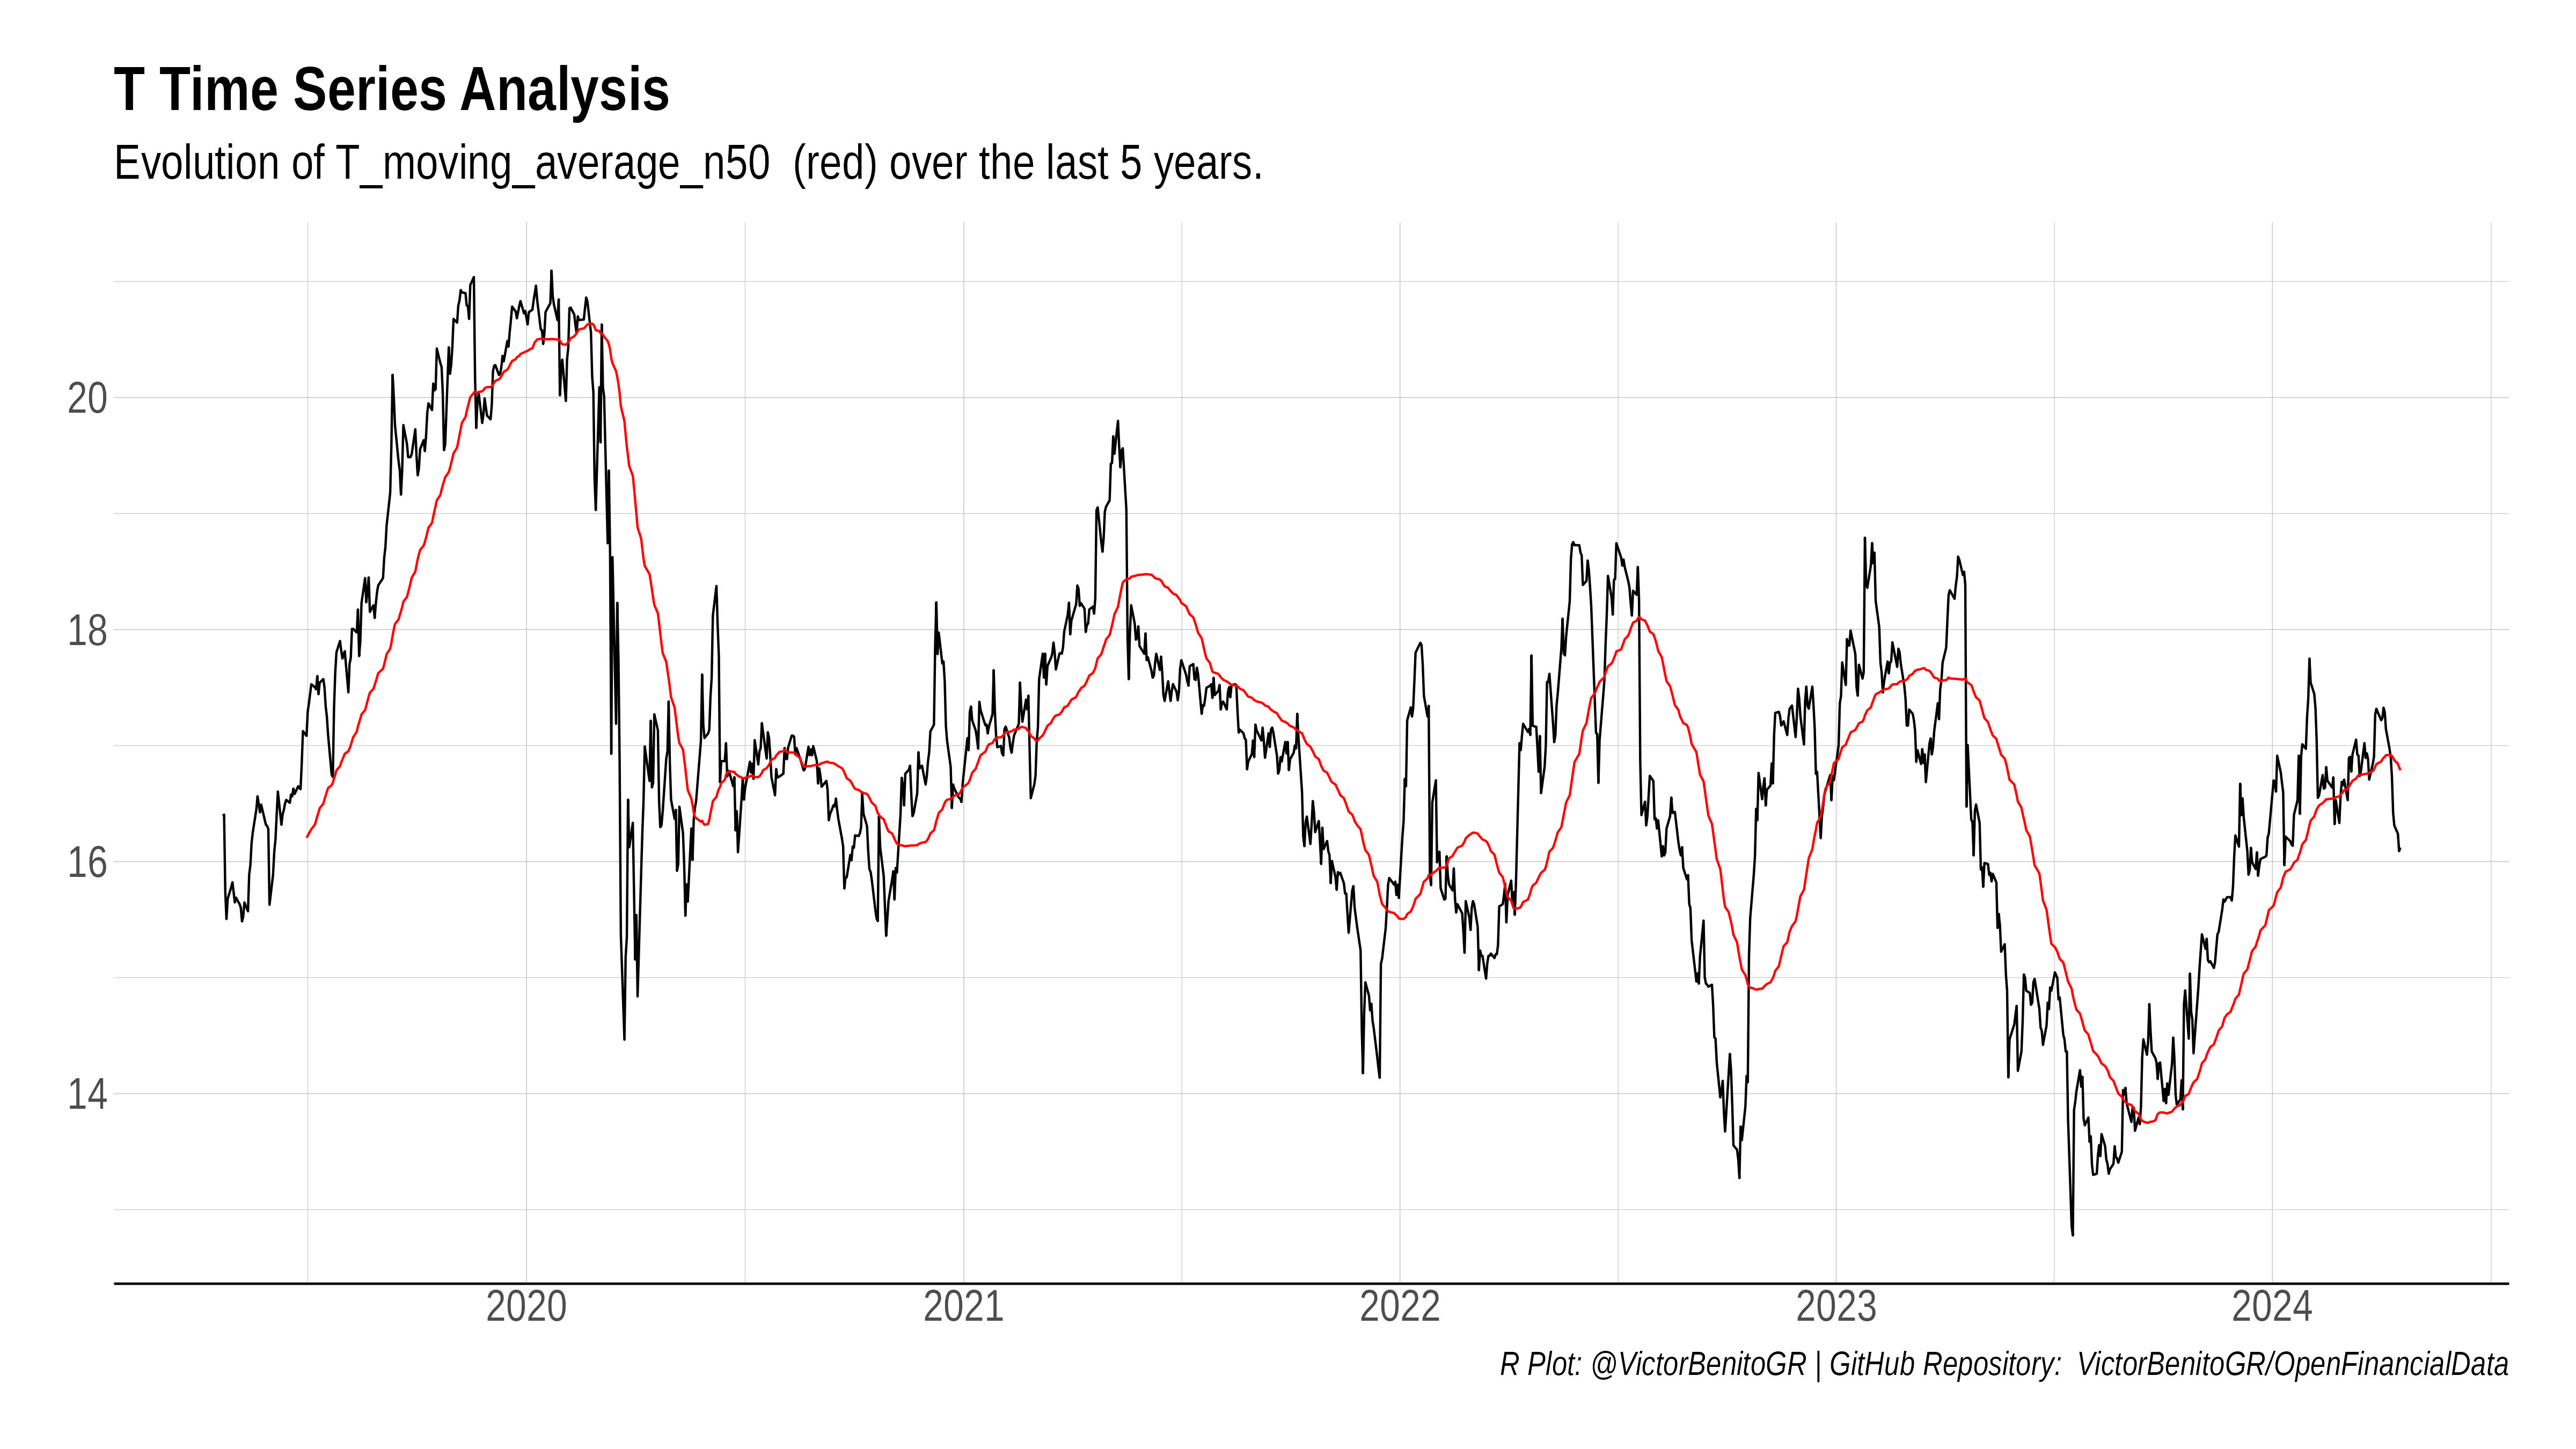 T Time Series Analysis
Evolution of T_moving_average_n50  (red) over the last 5 years.
20
18
16
14
2020 2021 2022 2023 2024
R Plot: @VictorBenitoGR | GitHub Repository:  VictorBenitoGR/OpenFinancialData